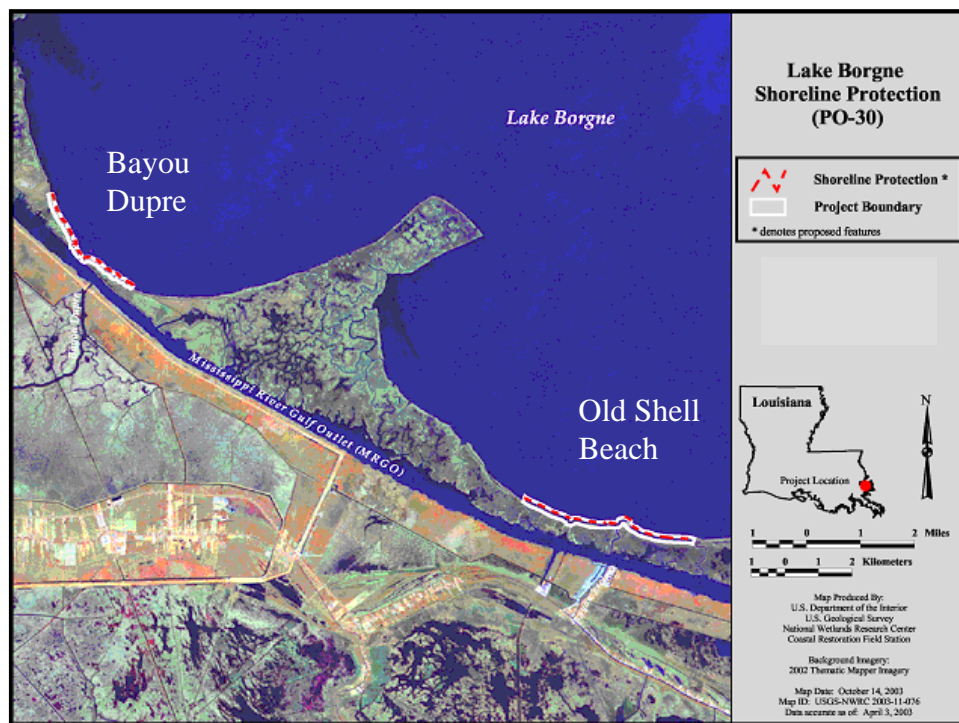 Bayou
Dupre
Lake Borgne
Bayou Dupre
Mississippi River Gulf Outlet (MRGO)
Old Shell
Beach
Lake Borgne
Shoreline Protection
(PO-30)
Shoreline Protection *
Project Boundary
* denotes proposed features
Louisiana
N
Project Location
1 0 1 2 Miles
1 0 1 2 Kilometers
Map Produced By:
U.S. Department of the Interior
U.S. Geological Survey
National Wetlands Research Center
Coastal Restoration Field Station
Background Imagery:
2002 Thematic Mapper Imagery
Map Date: October 14, 2003
Map ID: USGS-NWRC 2003-11-076
Data accurate as of: April 3, 2003